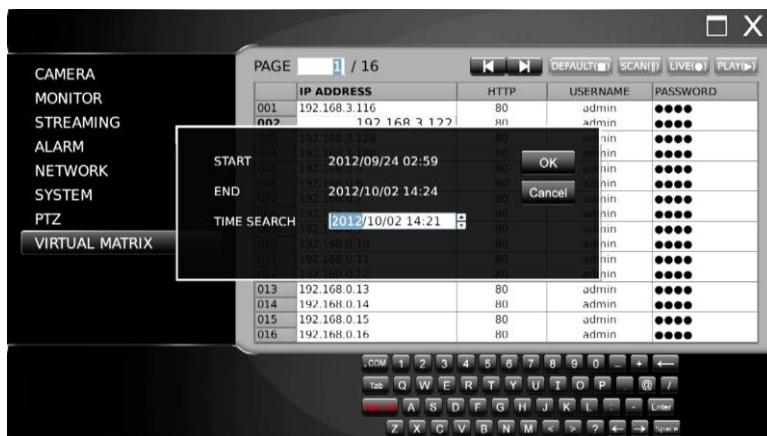 PAGE 1 / 16 DEFAULT(■) SCAN(||) LIVE(●) PLAY(▶)
CAMERA
MONITOR
STREAMING
ALARM
NETWORK
SYSTEM
PTZ
VIRTUAL MATRIX
IP ADDRESS HTTP USERNAME PASSWORD
001 192.168.3.116 80 admin ●●●●
002 192.168.3.122 80 admin ●●●●
START 2012/09/24 02:59 OK
END 2012/10/02 14:24 Cancel
TIME SEARCH 2012/10/02 14:21
013 192.168.0.13 80 admin ●●●●
014 192.168.0.14 80 admin ●●●●
015 192.168.0.15 80 admin ●●●●
016 192.168.0.16 80 admin ●●●●
.COM 1 2 3 4 5 6 7 8 9 0 _ + ←
Tab Q W E R T Y U I O P @ /
A S D F G H J K L : - Enter
Z X C V B N M < > ? ← → Space